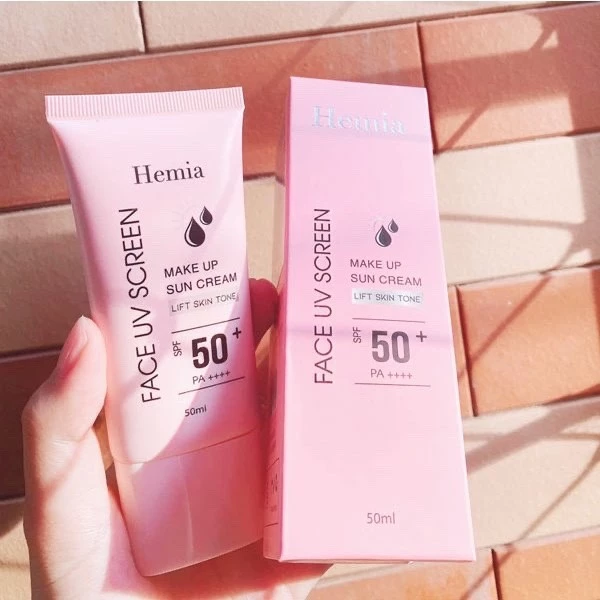 Hemia
FACE UV SCREEN
MAKE UP
SUN CREAM
LIFT SKIN TONE
SPF 50+
PA ++++
50ml
Hemia
FACE UV SCREEN
MAKE UP
SUN CREAM
LIFT SKIN TONE
SPF 50+
PA ++++
50ml